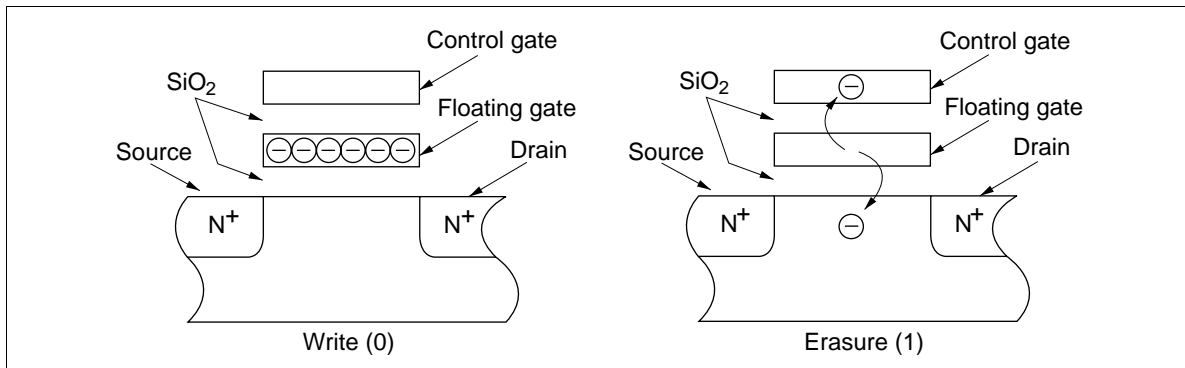 Control gate
SiO2
Floating gate
Source
Drain
N+
N+
Write (0)
Control gate
SiO2
Floating gate
Source
Drain
N+
N+
Erasure (1)